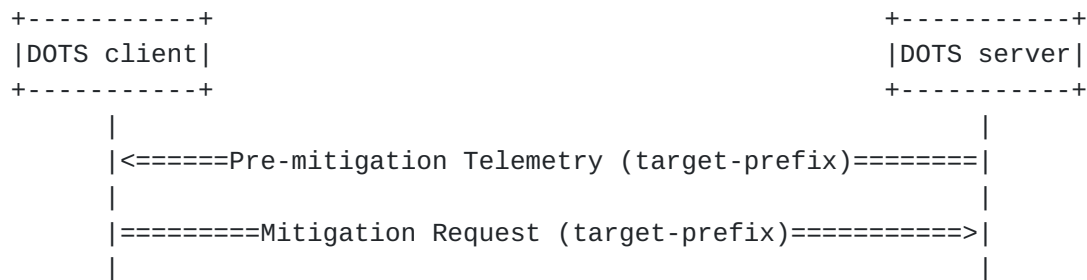 +-----------+                                           +-----------+
|DOTS client|                                           |DOTS server|
+-----------+                                           +-----------+
      |                                                       |
      |<======Pre-mitigation Telemetry (target-prefix)========|
      |                                                       |
      |=========Mitigation Request (target-prefix)===========>|
      |                                                       |